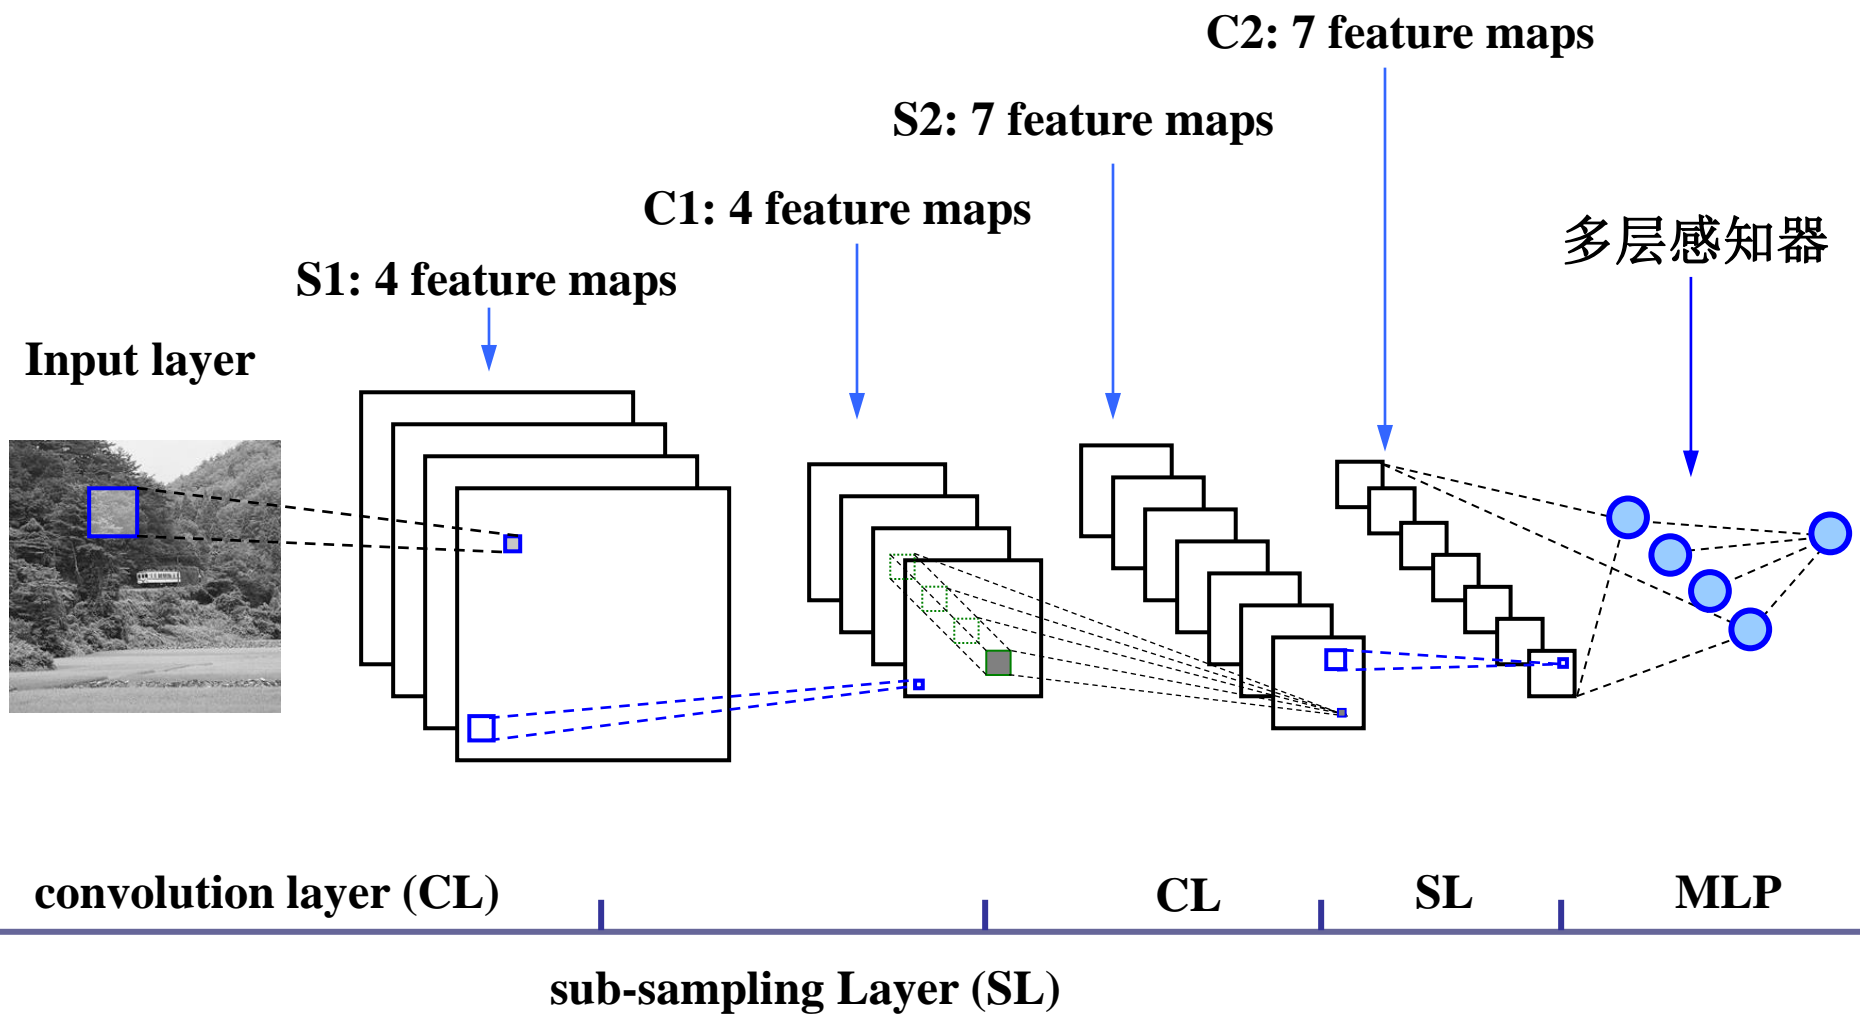 C2: 7 feature maps
S2: 7 feature maps
C1: 4 feature maps
多层感知器
S1: 4 feature maps
Input layer
convolution layer (CL)
CL
SL
MLP
sub-sampling Layer (SL)